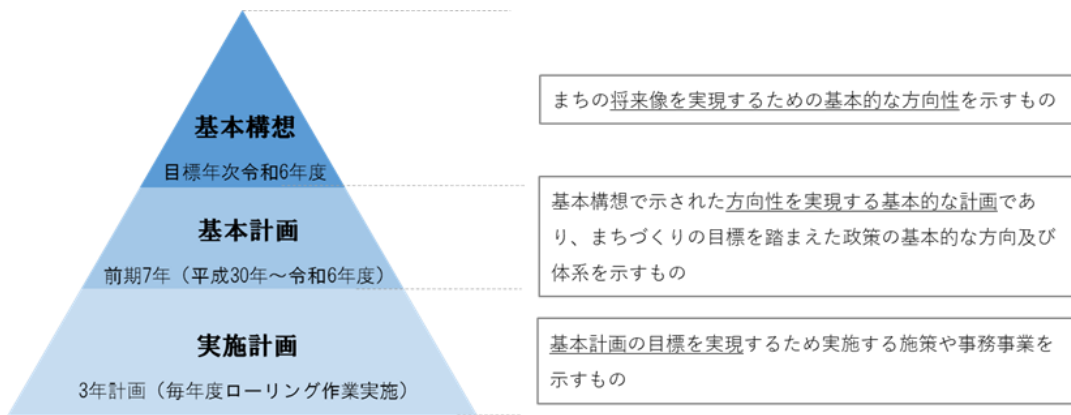 基本構想
目標年次令和6年度
まちの将来像を実現するための基本的な方向性を示すもの
基本計画
前期7年（平成30年～令和6年度）
基本構想で示された方向性を実現する基本的な計画であ
り、まちづくりの目標を踏まえた政策の基本的な方向及び
体系を示すもの
実施計画
3年計画（毎年度ローリング作業実施）
基本計画の目標を実現するため実施する施策や事務事業を
示すもの